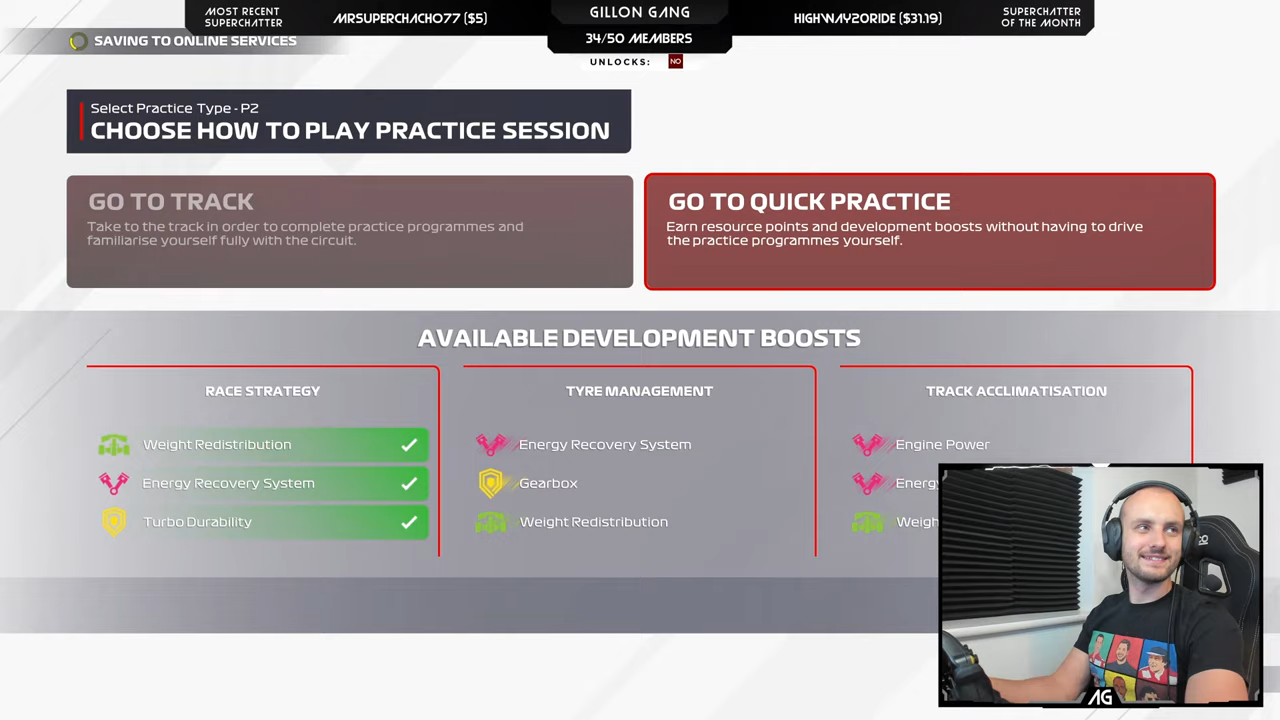 MOST RECENT
SUPERCHATTER
MRSUPERCHACHO77 ($5)
GILLON GANG
34/50 MEMBERS
UNLOCKS: NO
HIGHWAY2ORIDE ($31.19)
SUPERCHATTER
OF THE MONTH
SAVING TO ONLINE SERVICES
Select Practice Type - P2
CHOOSE HOW TO PLAY PRACTICE SESSION
GO TO TRACK
Take to the track in order to complete practice programmes and
familiarise yourself fully with the circuit.
GO TO QUICK PRACTICE
Earn resource points and development boosts without having to drive
the practice programmes yourself.
AVAILABLE DEVELOPMENT BOOSTS
RACE STRATEGY
Weight Redistribution
Energy Recovery System
Turbo Durability
TYRE MANAGEMENT
Energy Recovery System
Gearbox
Weight Redistribution
TRACK ACCLIMATISATION
Engine Power
Energ
Weigh
AG